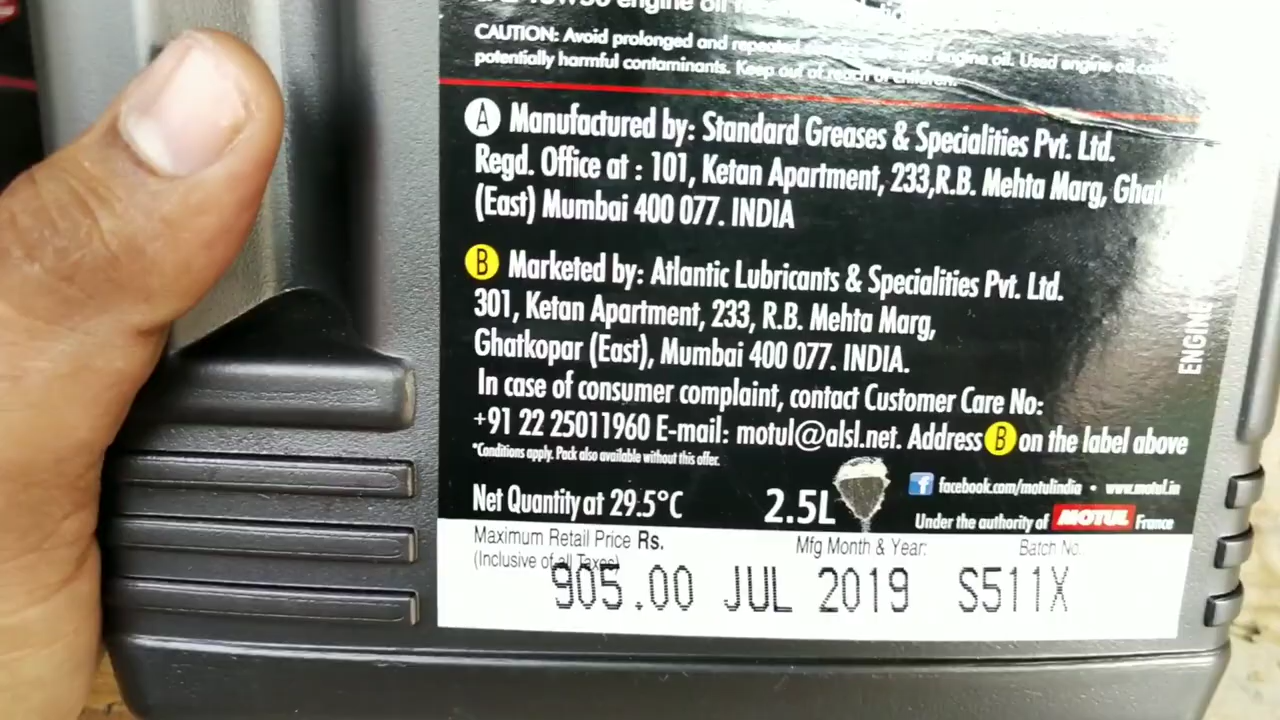 engine oil
CAUTION: Avoid prolonged and repeated engine oil. Used engine oil
potentially harmful contaminants. Keep out of reach of children.
A Manufactured by: Standard Greases & Specialities Pvt. Ltd.
Regd. Office at : 101, Ketan Apartment, 233,R.B. Mehta Marg,
(East) Mumbai 400 077. INDIA
B Marketed by: Atlantic Lubricants & Specialities Pvt. Ltd.
301, Ketan Apartment, 233, R.B. Mehta Marg,
Ghatkopar (East), Mumbai 400 077. INDIA.
In case of consumer complaint, contact Customer Care No:
+91 22 25011960 E-mail: motul@alsl.net. Address B on the label above
*Conditions apply. Pack also available without this offer.
Net Quantity at 29.5°C 2.5L
facebook.com/motulindia • www.motul.in
Under the authority of MOTUL France
Maximum Retail Price Rs. Mfg Month & Year: Batch No.
(Inclusive of all Taxes)
905.00 JUL 2019 S511X